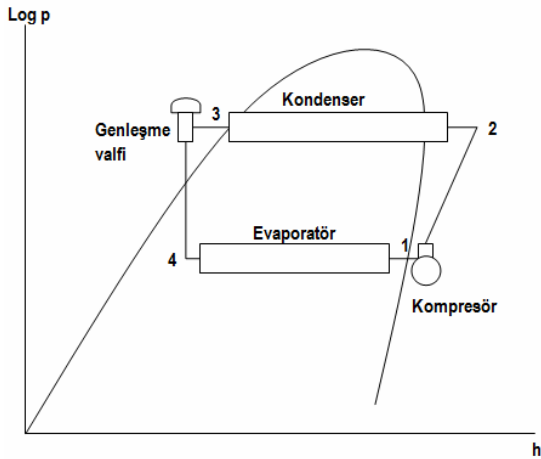 Log p
Kondenser
3
Genleşme
valfi
2
Evaporatör
1
4
Kompresör
h